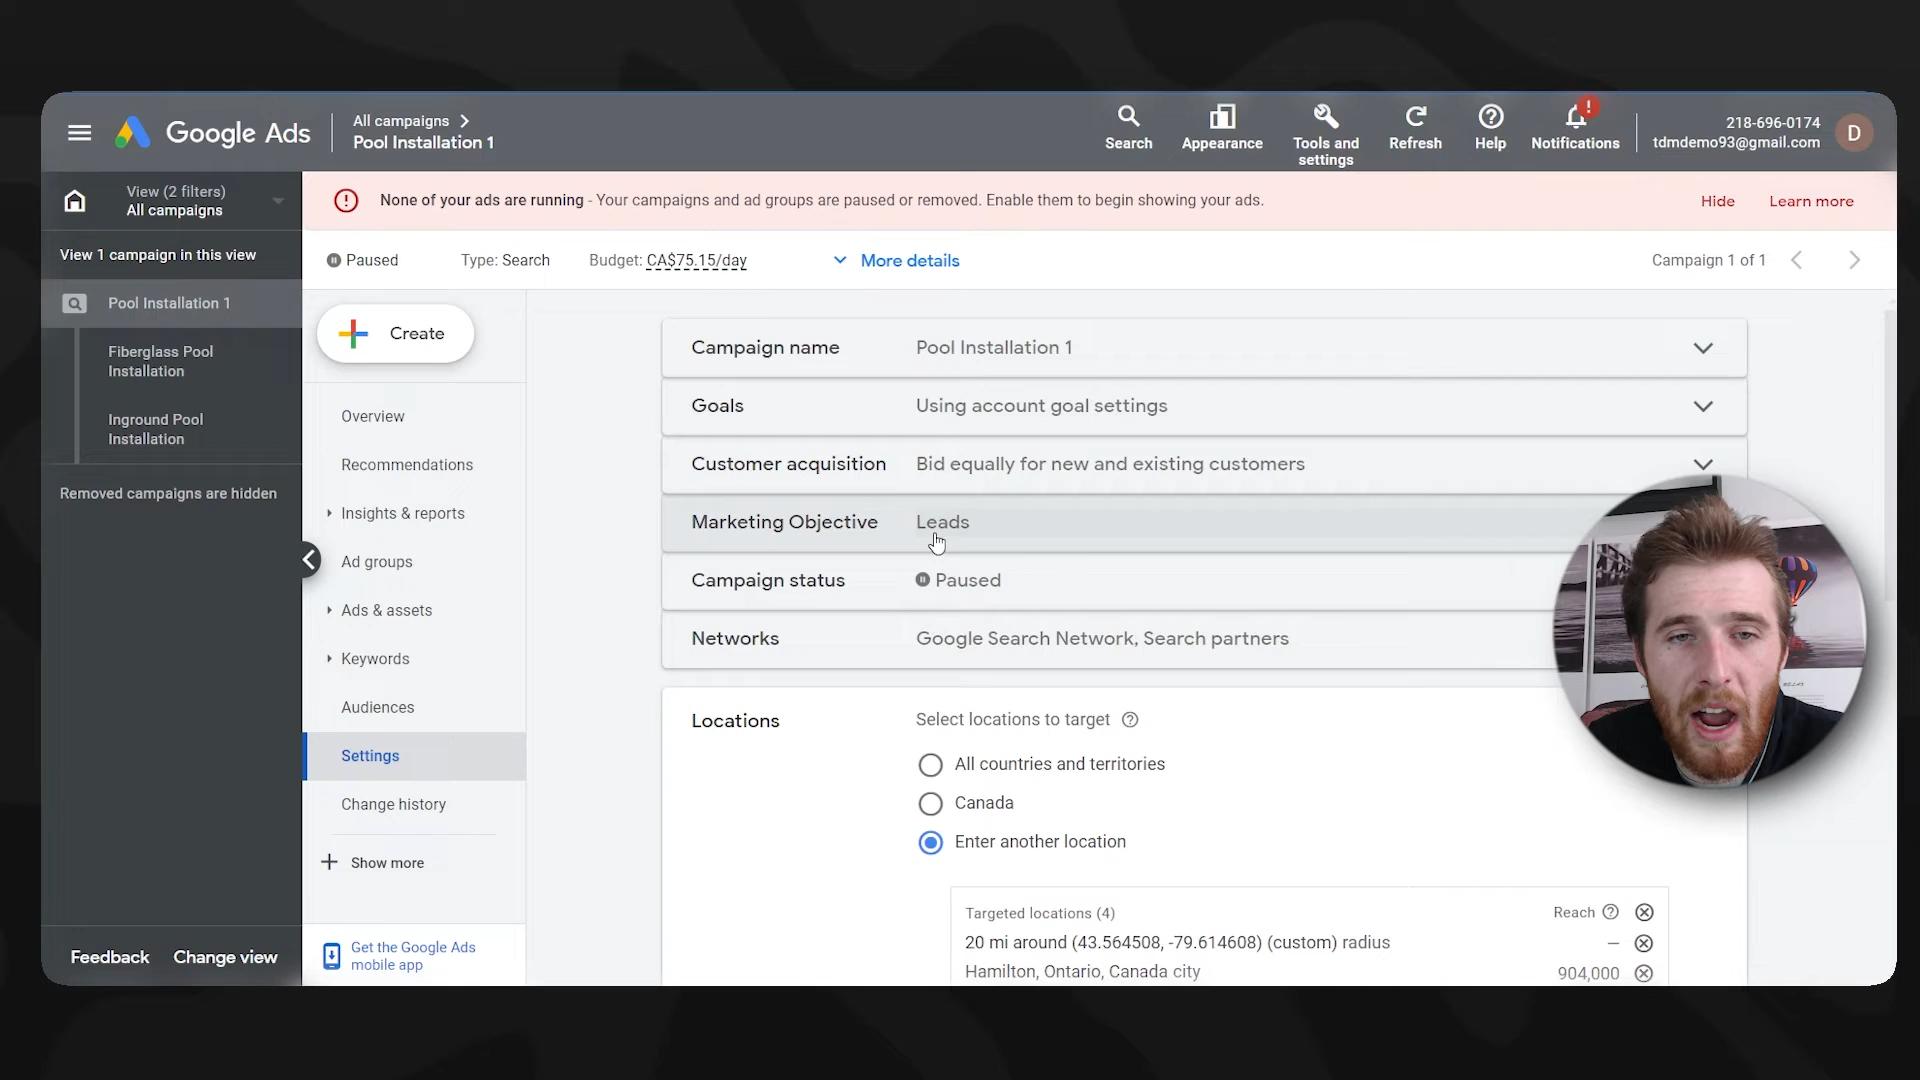 Google Ads
All campaigns
Pool Installation 1
Search
Appearance
Tools and
settings
Refresh
Help
Notifications
218-696-0174
tdmdemo93@gmail.com
D
View (2 filters)
All campaigns
View 1 campaign in this view
Pool Installation 1
Fiberglass Pool
Installation
Inground Pool
Installation
Removed campaigns are hidden
Feedback
Change view
None of your ads are running - Your campaigns and ad groups are paused or removed. Enable them to begin showing your ads.
Hide
Learn more
Paused
Type: Search
Budget: CA$75.15/day
More details
Campaign 1 of 1
Create
Overview
Recommendations
Insights & reports
Ad groups
Ads & assets
Keywords
Audiences
Settings
Change history
Show more
Get the Google Ads
mobile app
Campaign name Pool Installation 1
Goals Using account goal settings
Customer acquisition Bid equally for new and existing customers
Marketing Objective Leads
Campaign status Paused
Networks Google Search Network, Search partners
Locations Select locations to target
All countries and territories
Canada
Enter another location
Targeted locations (4) Reach
20 mi around (43.564508, -79.614608) (custom) radius –
Hamilton, Ontario, Canada city 904,000